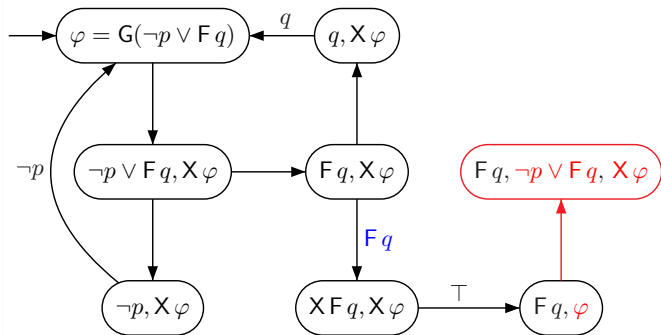 φ = G(¬p ∨ F q)
q
q, X φ
¬p
¬p ∨ F q, X φ
F q, X φ
F q, ¬p ∨ F q, X φ
F q
¬p, X φ
X F q, X φ
⊤
F q, φ